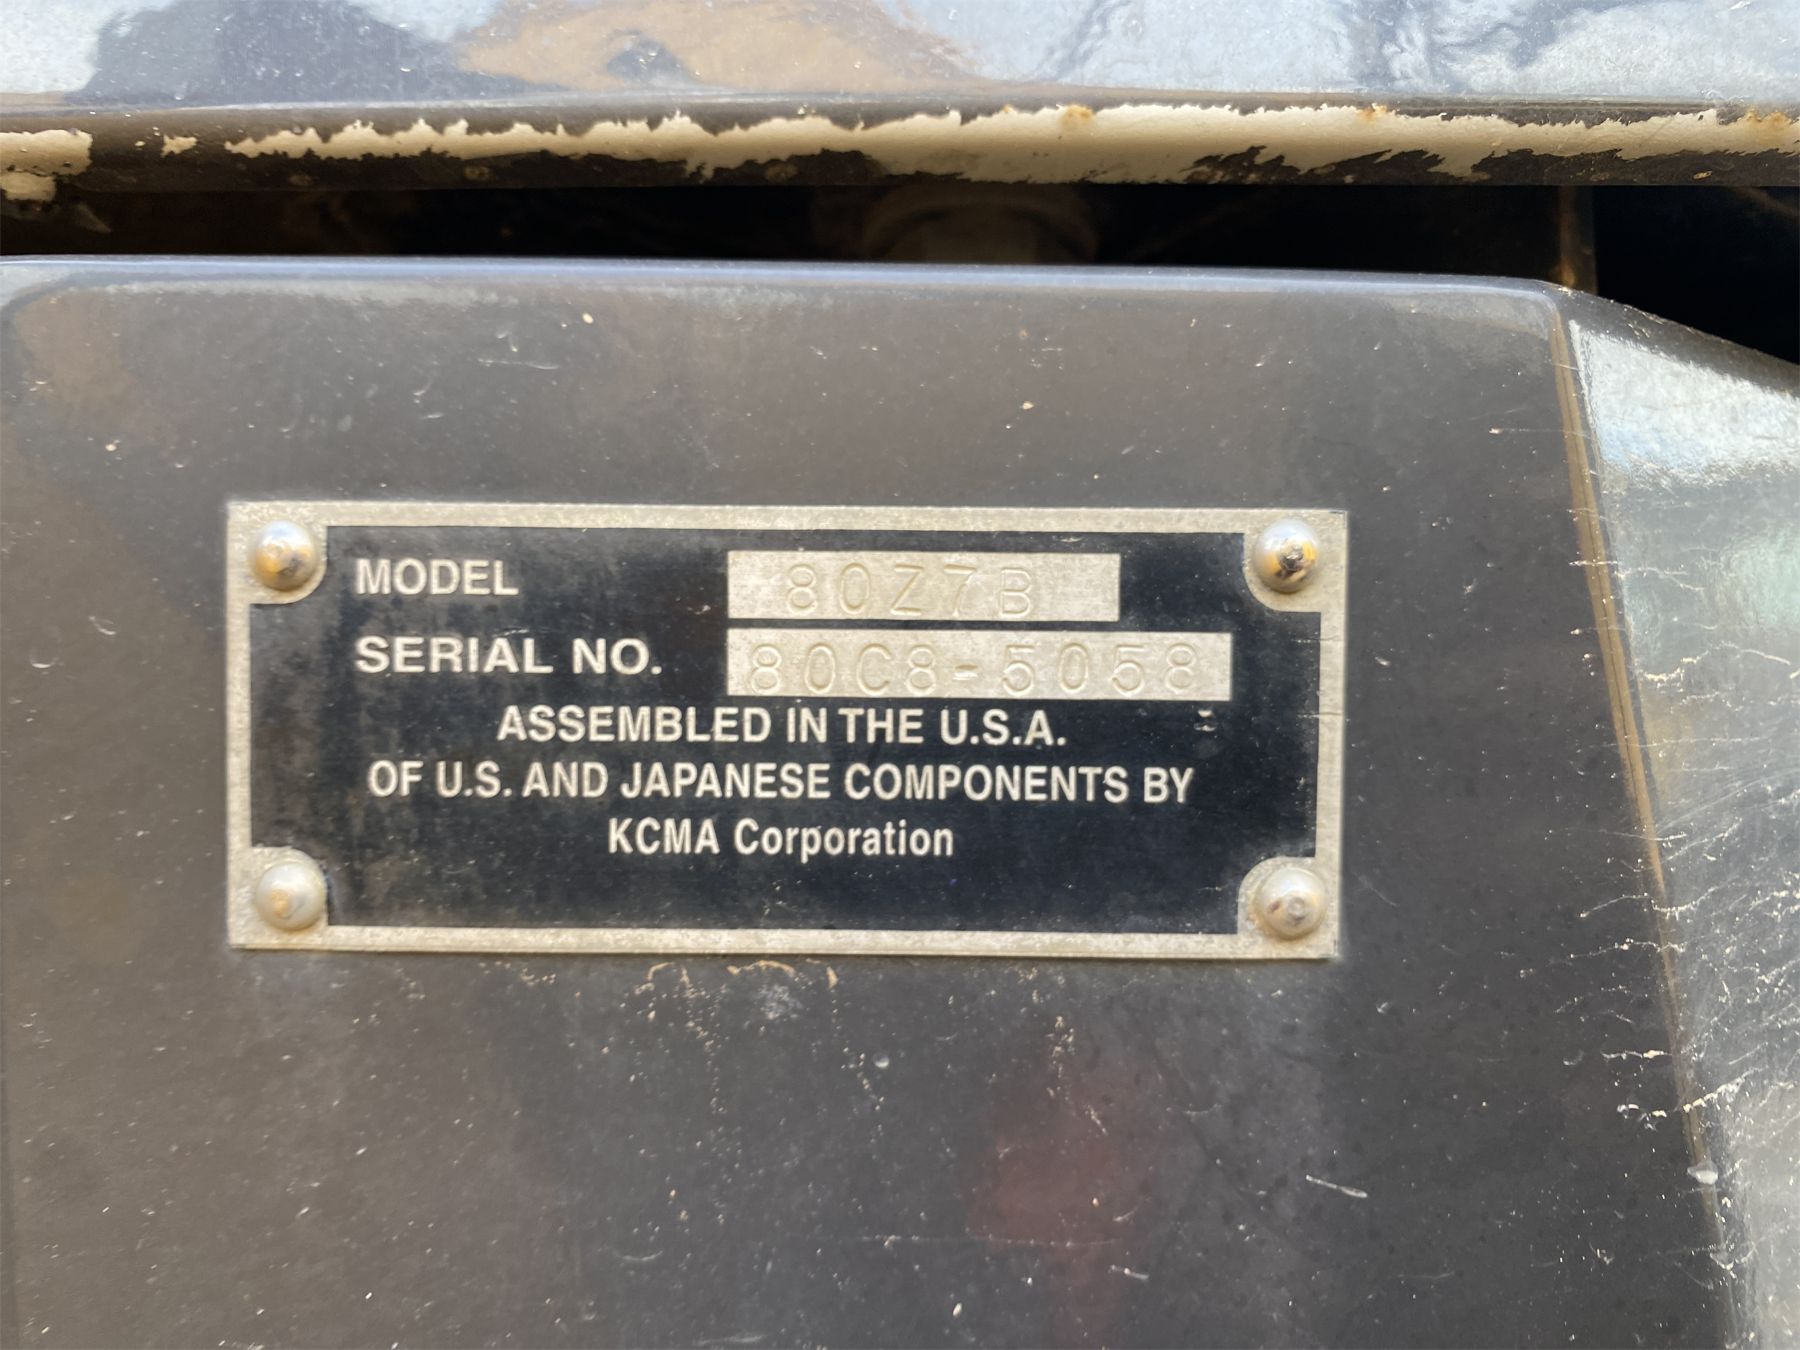 MODEL 80Z7B
SERIAL NO. 80C8-5058
ASSEMBLED IN THE U.S.A.
OF U.S. AND JAPANESE COMPONENTS BY
KCMA Corporation